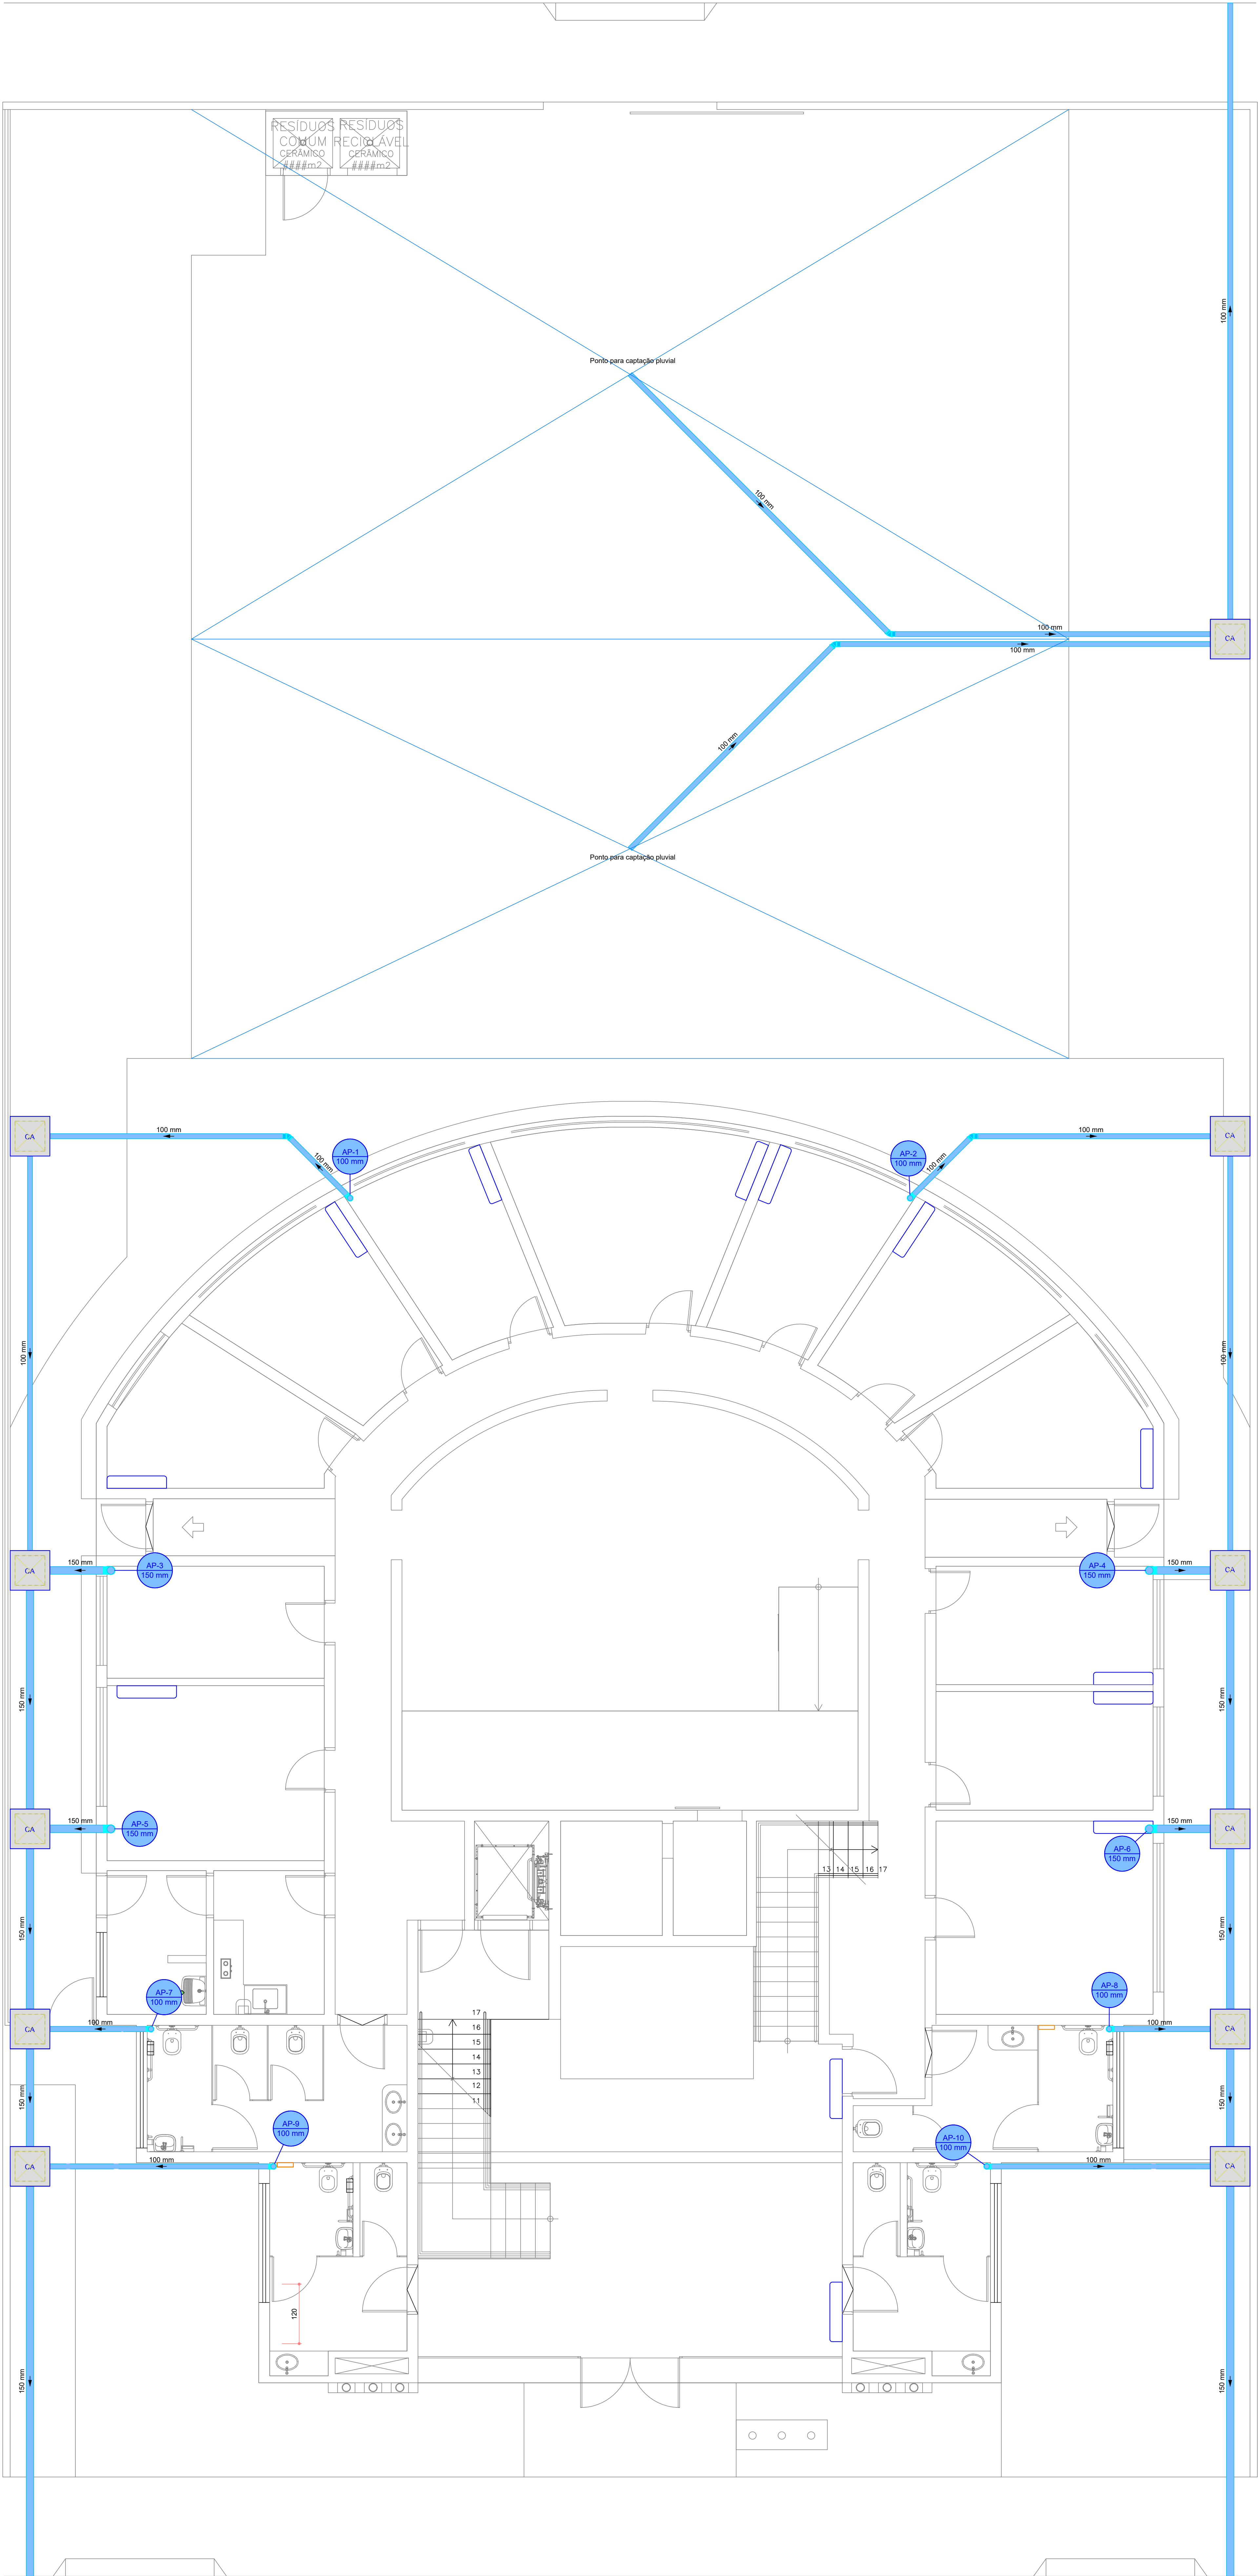 RESÍDUOS
COMUM
CERÂMICO
####m2
RESÍDUOS
RECICLÁVEL
CERÂMICO
####m2
100 mm
Ponto para captação pluvial
100 mm
100 mm
CA
100 mm
100 mm
Ponto para captação pluvial
CA
100 mm
100 mm
AP-1
100 mm
AP-2
100 mm
100 mm
100 mm
CA
100 mm
100 mm
CA
150 mm
AP-3
150 mm
AP-4
150 mm
150 mm
CA
150 mm
150 mm
CA
150 mm
AP-5
150 mm
AP-6
150 mm
150 mm
CA
13 14 15 16 17
150 mm
150 mm
AP-7
100 mm
AP-8
100 mm
CA
100 mm
100 mm
CA
17
16
15
14
13
12
11
150 mm
150 mm
AP-9
100 mm
AP-10
100 mm
CA
100 mm
100 mm
CA
120
150 mm
150 mm